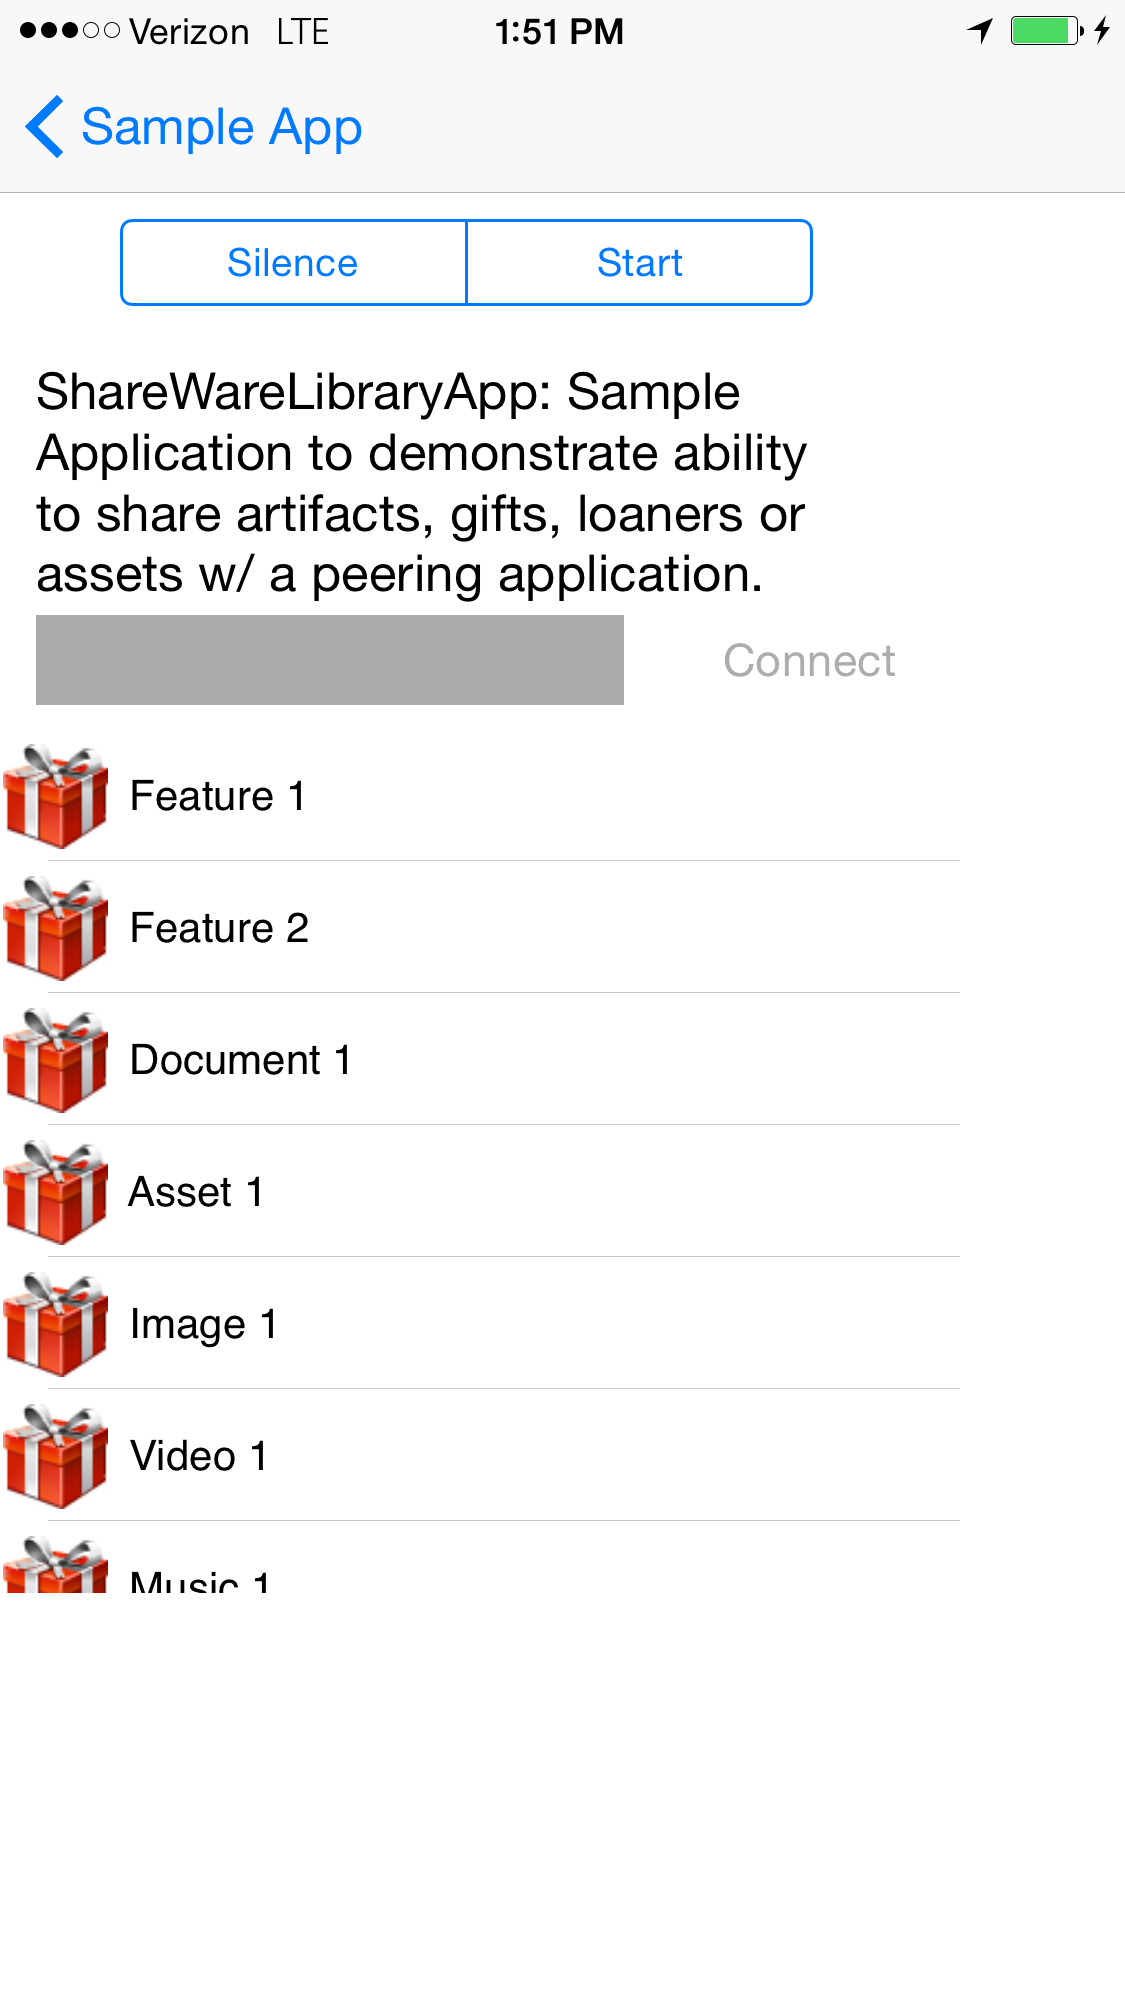 Verizon LTE 1:51 PM
Sample App
Silence Start
ShareWareLibraryApp: Sample
Application to demonstrate ability
to share artifacts, gifts, loaners or
assets w/ a peering application.
Connect
Feature 1
Feature 2
Document 1
Asset 1
Image 1
Video 1
Music 1